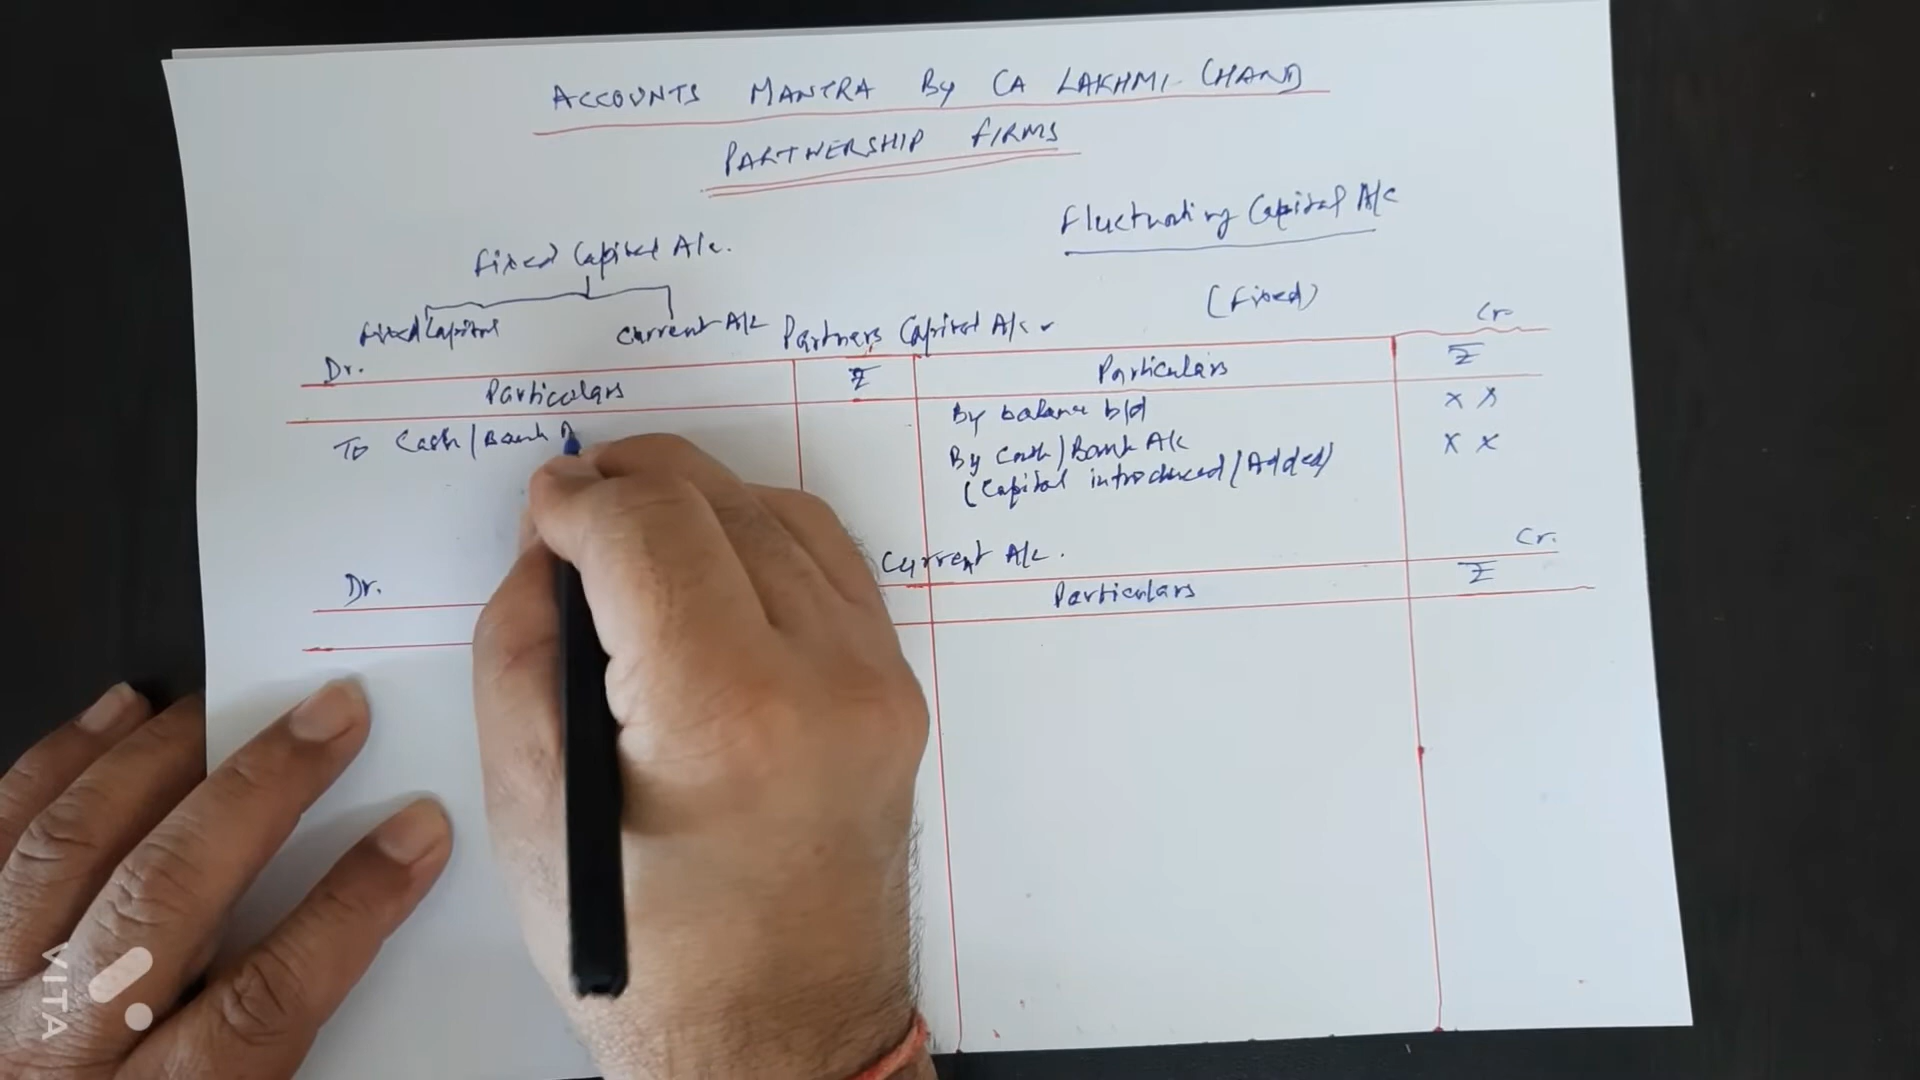 ACCOUNTS MANTRA By CA LAKHMI CHAND
PARTNERSHIP FIRMS
Fluctuating Capital A/c
Fixed Capital A/c.
Fixed Capital
Current A/c
Partners Capital A/c
(Fixed)
Dr.
Cr.
Particulars ₹ Particulars ₹
To Cash/Bank A
By balance b/d x x
By Cash/Bank A/c x x
(Capital introduced/Added)
Current A/c.
Dr.
Cr.
Particulars ₹
VITA